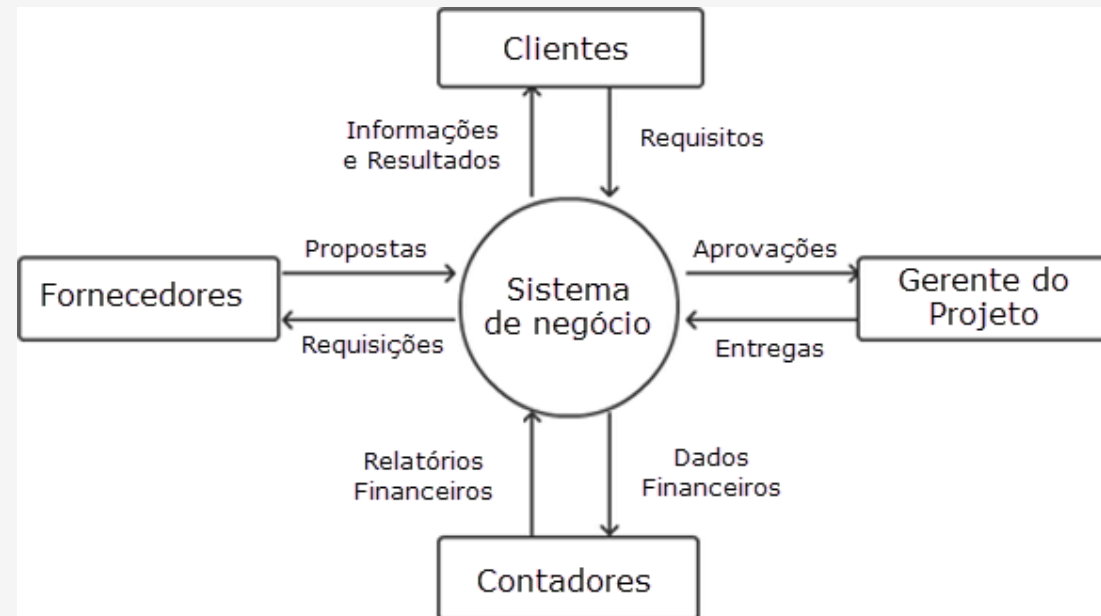 Clientes
Informações
e Resultados
Requisitos
Propostas
Aprovações
Fornecedores
Sistema
de negócio
Gerente do
Projeto
Requisições
Entregas
Relatórios
Financeiros
Dados
Financeiros
Contadores